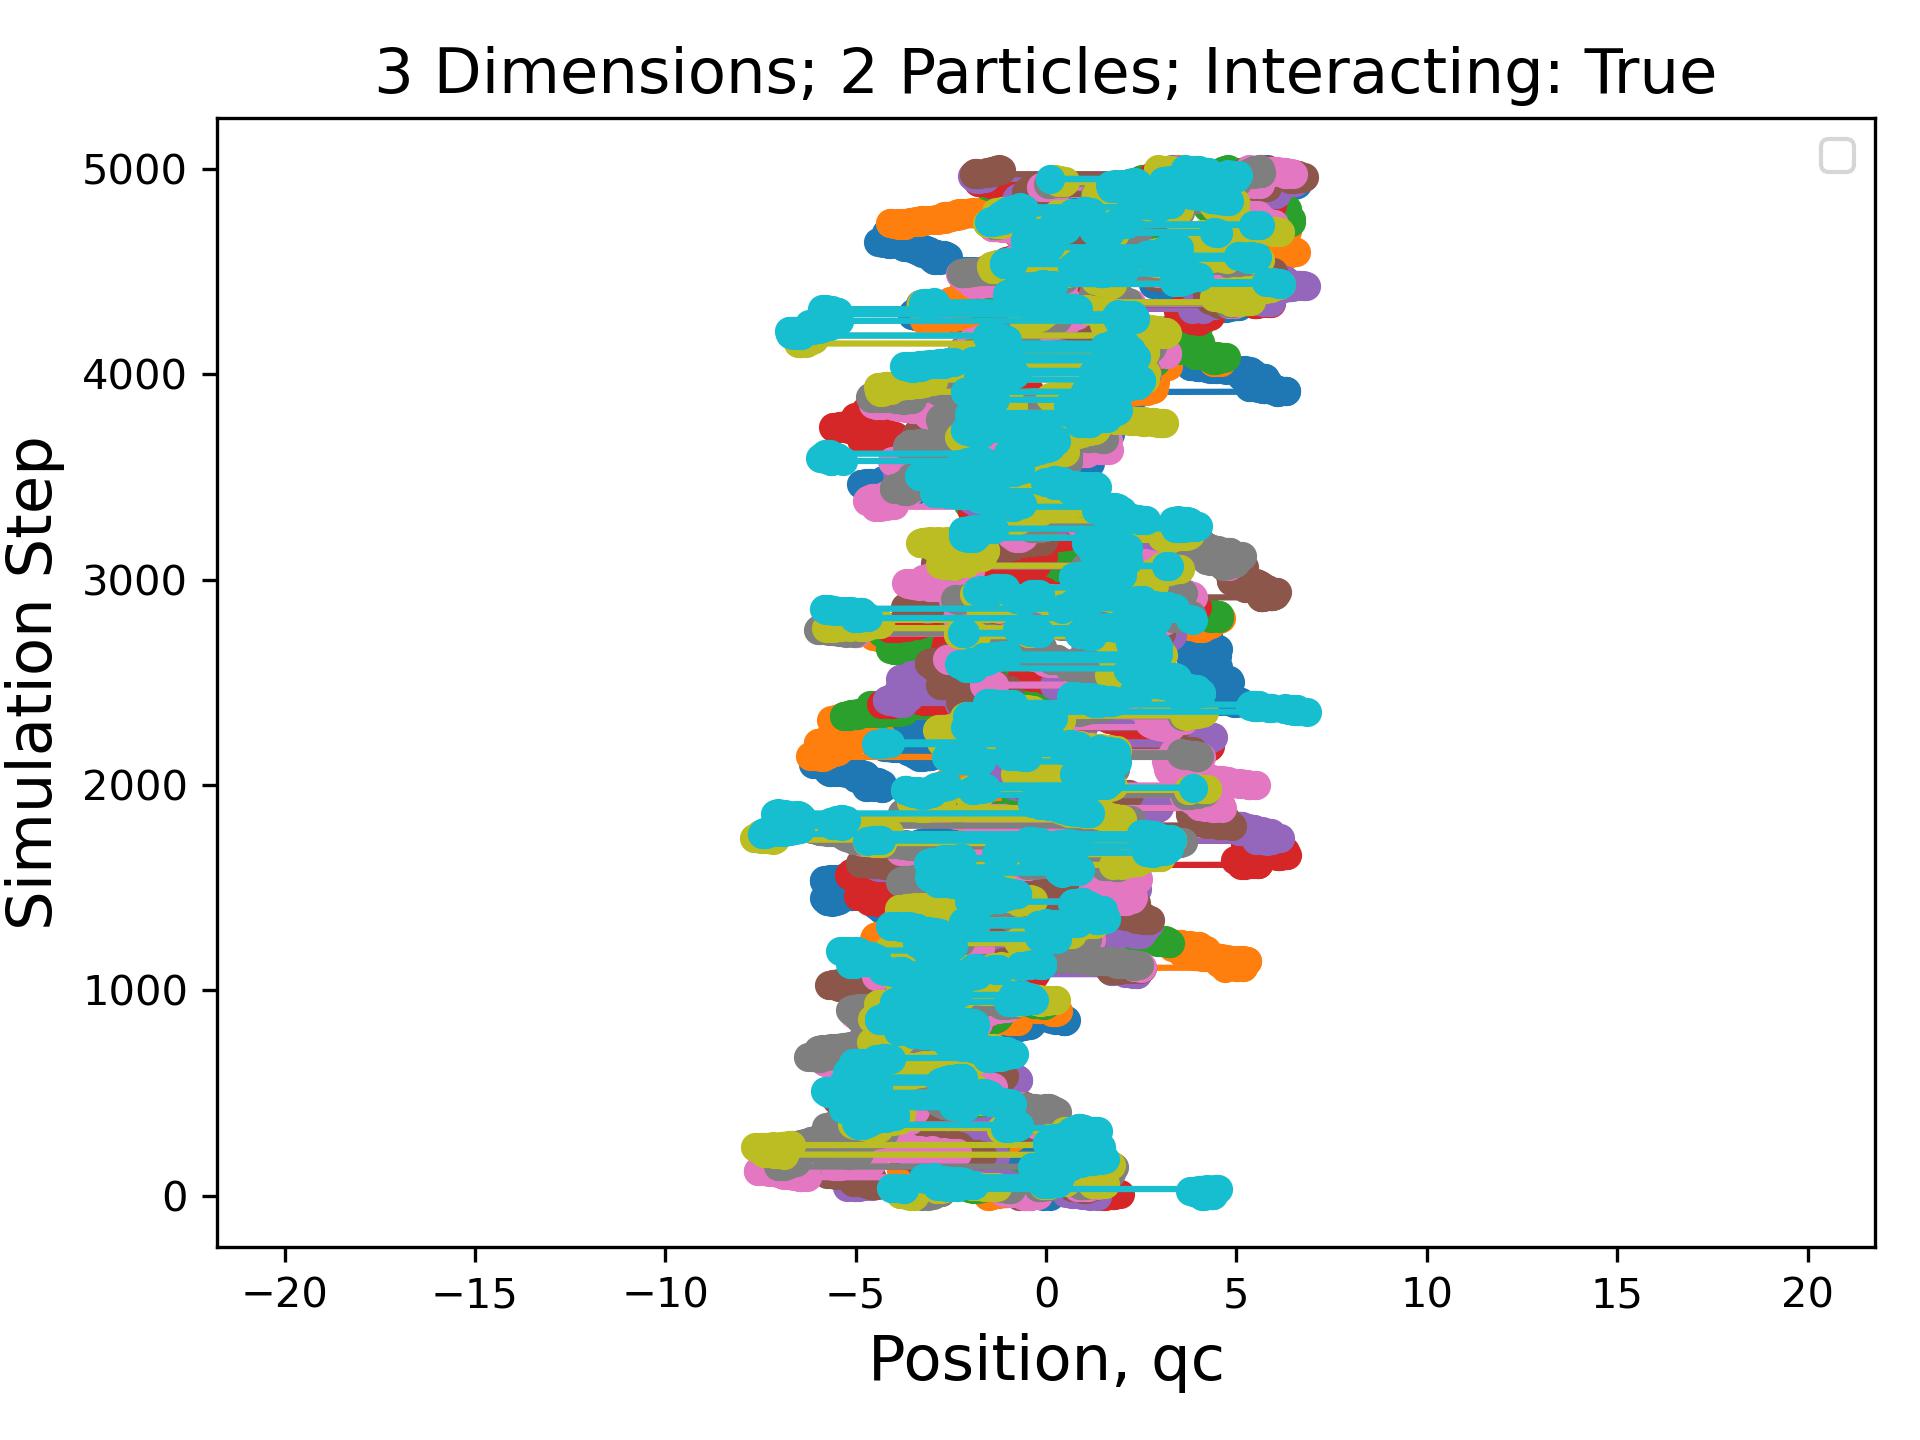 3 Dimensions; 2 Particles; Interacting: True
Simulation Step
5000
4000
3000
2000
1000
0
−20 −15 −10 −5 0 5 10 15 20
Position, qc